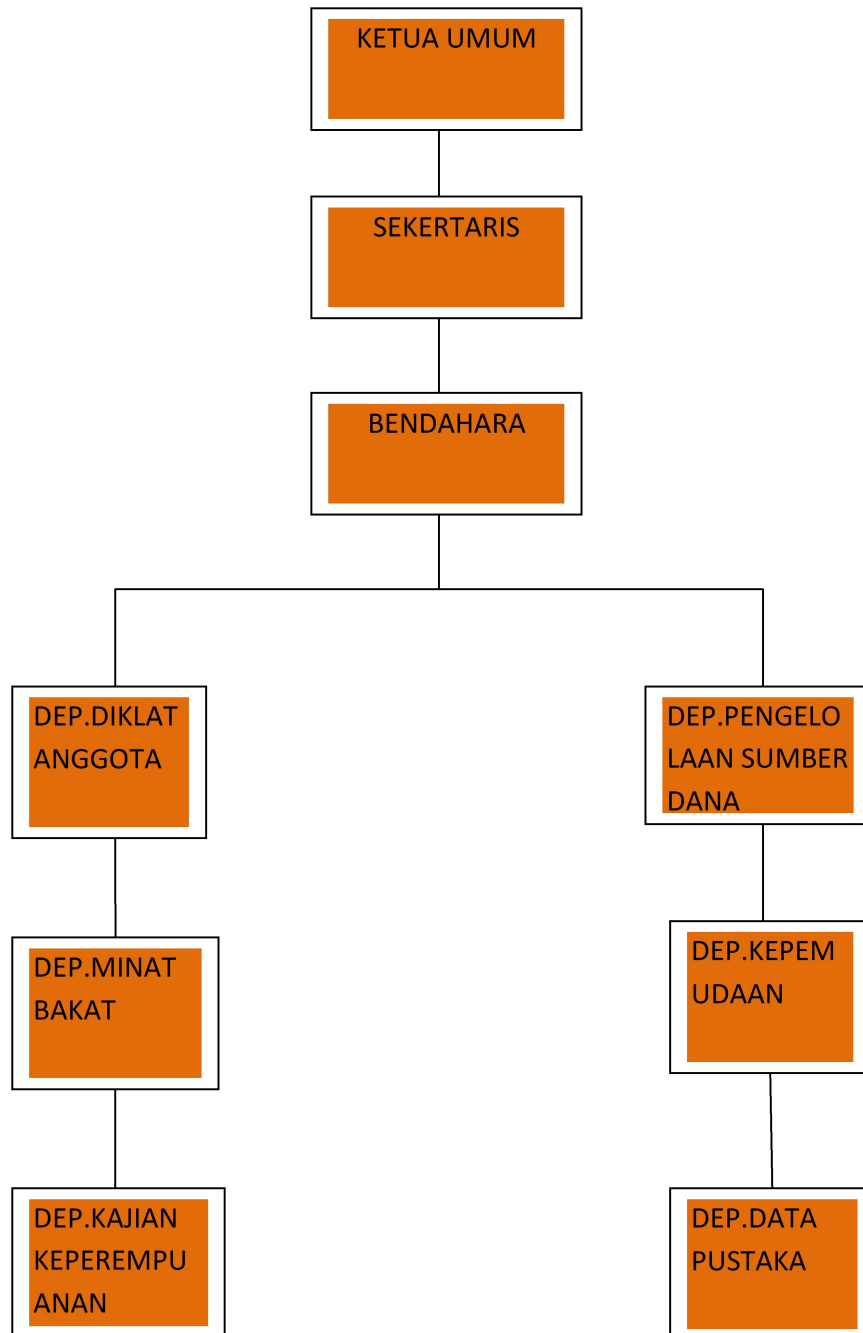 KETUA UMUM
SEKERTARIS
BENDAHARA
DEP.DIKLAT
ANGGOTA
DEP.PENGELO
LAAN SUMBER
DANA
DEP.MINAT
BAKAT
DEP.KEPEM
UDAAN
DEP.KAJIAN
KEPEREMPU
ANAN
DEP.DATA
PUSTAKA